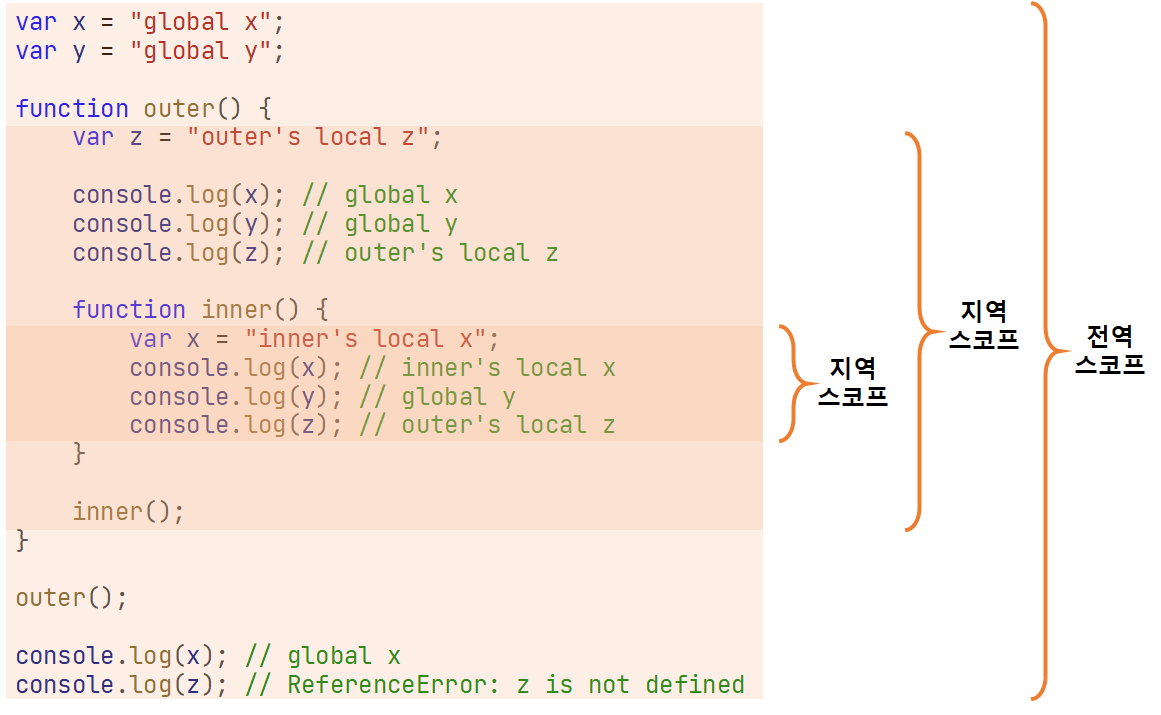 var x = "global x";
var y = "global y";
function outer() {
    var z = "outer's local z";
    console.log(x); // global x
    console.log(y); // global y
    console.log(z); // outer's local z
    function inner() {
        var x = "inner's local x";
        console.log(x); // inner's local x
        console.log(y); // global y
        console.log(z); // outer's local z
    }
    inner();
}
outer();
console.log(x); // global x
console.log(z); // ReferenceError: z is not defined
지역
스코프
지역
스코프
전역
스코프